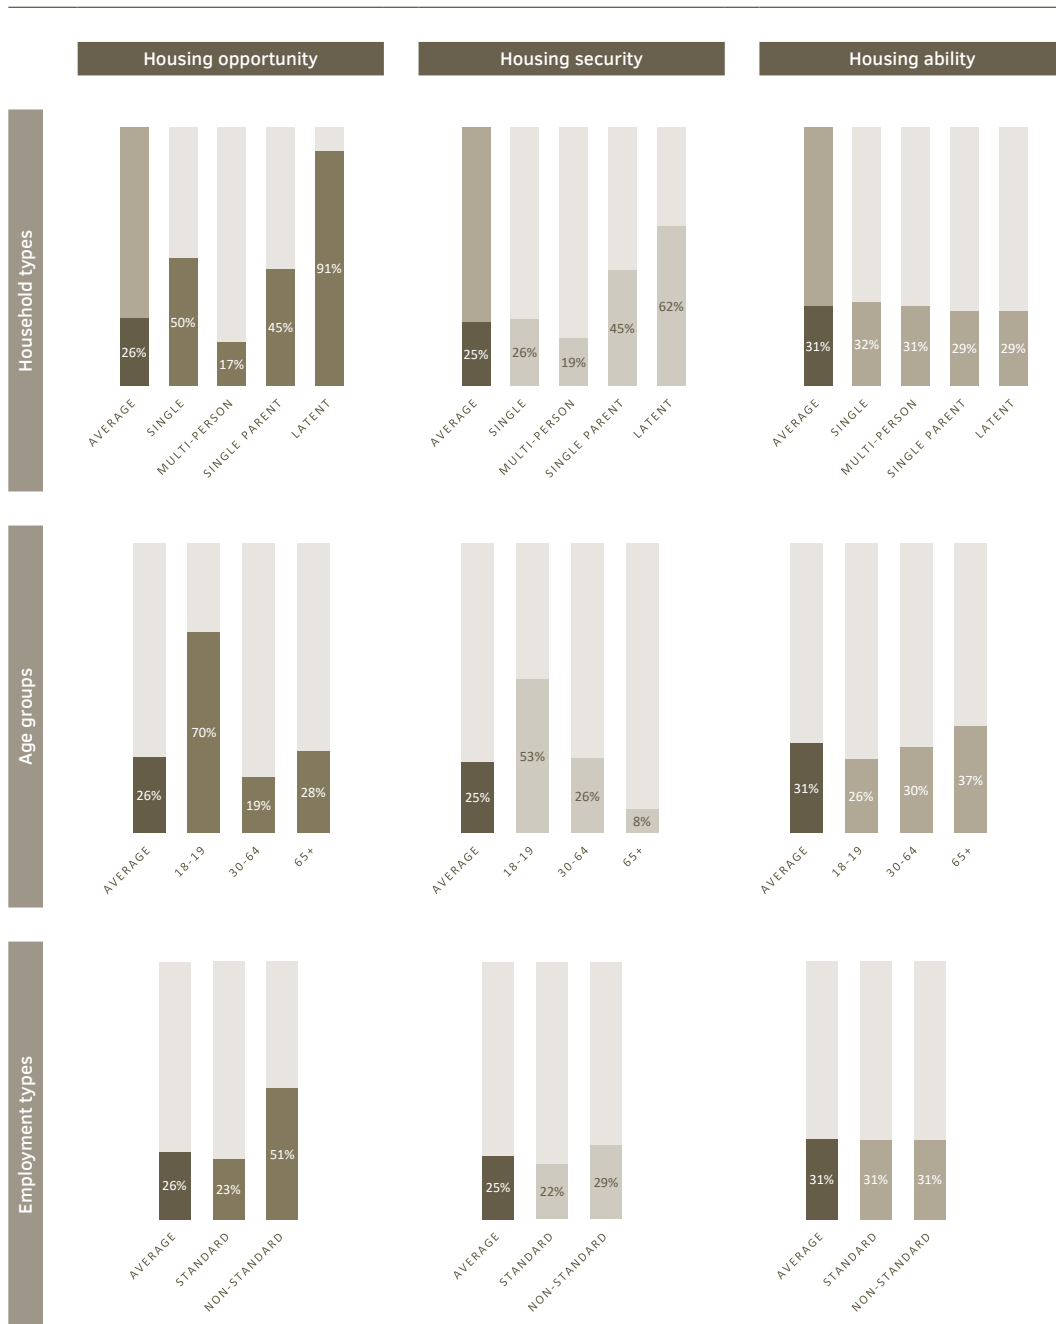 Housing opportunity
Housing security
Housing ability
Household types
26%
50%
17%
45%
91%
AVERAGE
SINGLE
MULTI-PERSON
SINGLE PARENT
LATENT
25%
26%
19%
45%
62%
AVERAGE
SINGLE
MULTI-PERSON
SINGLE PARENT
LATENT
31%
32%
31%
29%
29%
AVERAGE
SINGLE
MULTI-PERSON
SINGLE PARENT
LATENT
Age groups
26%
70%
19%
28%
AVERAGE
18-19
30-64
65+
25%
53%
26%
8%
AVERAGE
18-19
30-64
65+
31%
26%
30%
37%
AVERAGE
18-19
30-64
65+
Employment types
26%
23%
51%
AVERAGE
STANDARD
NON-STANDARD
25%
22%
29%
AVERAGE
STANDARD
NON-STANDARD
31%
31%
31%
AVERAGE
STANDARD
NON-STANDARD